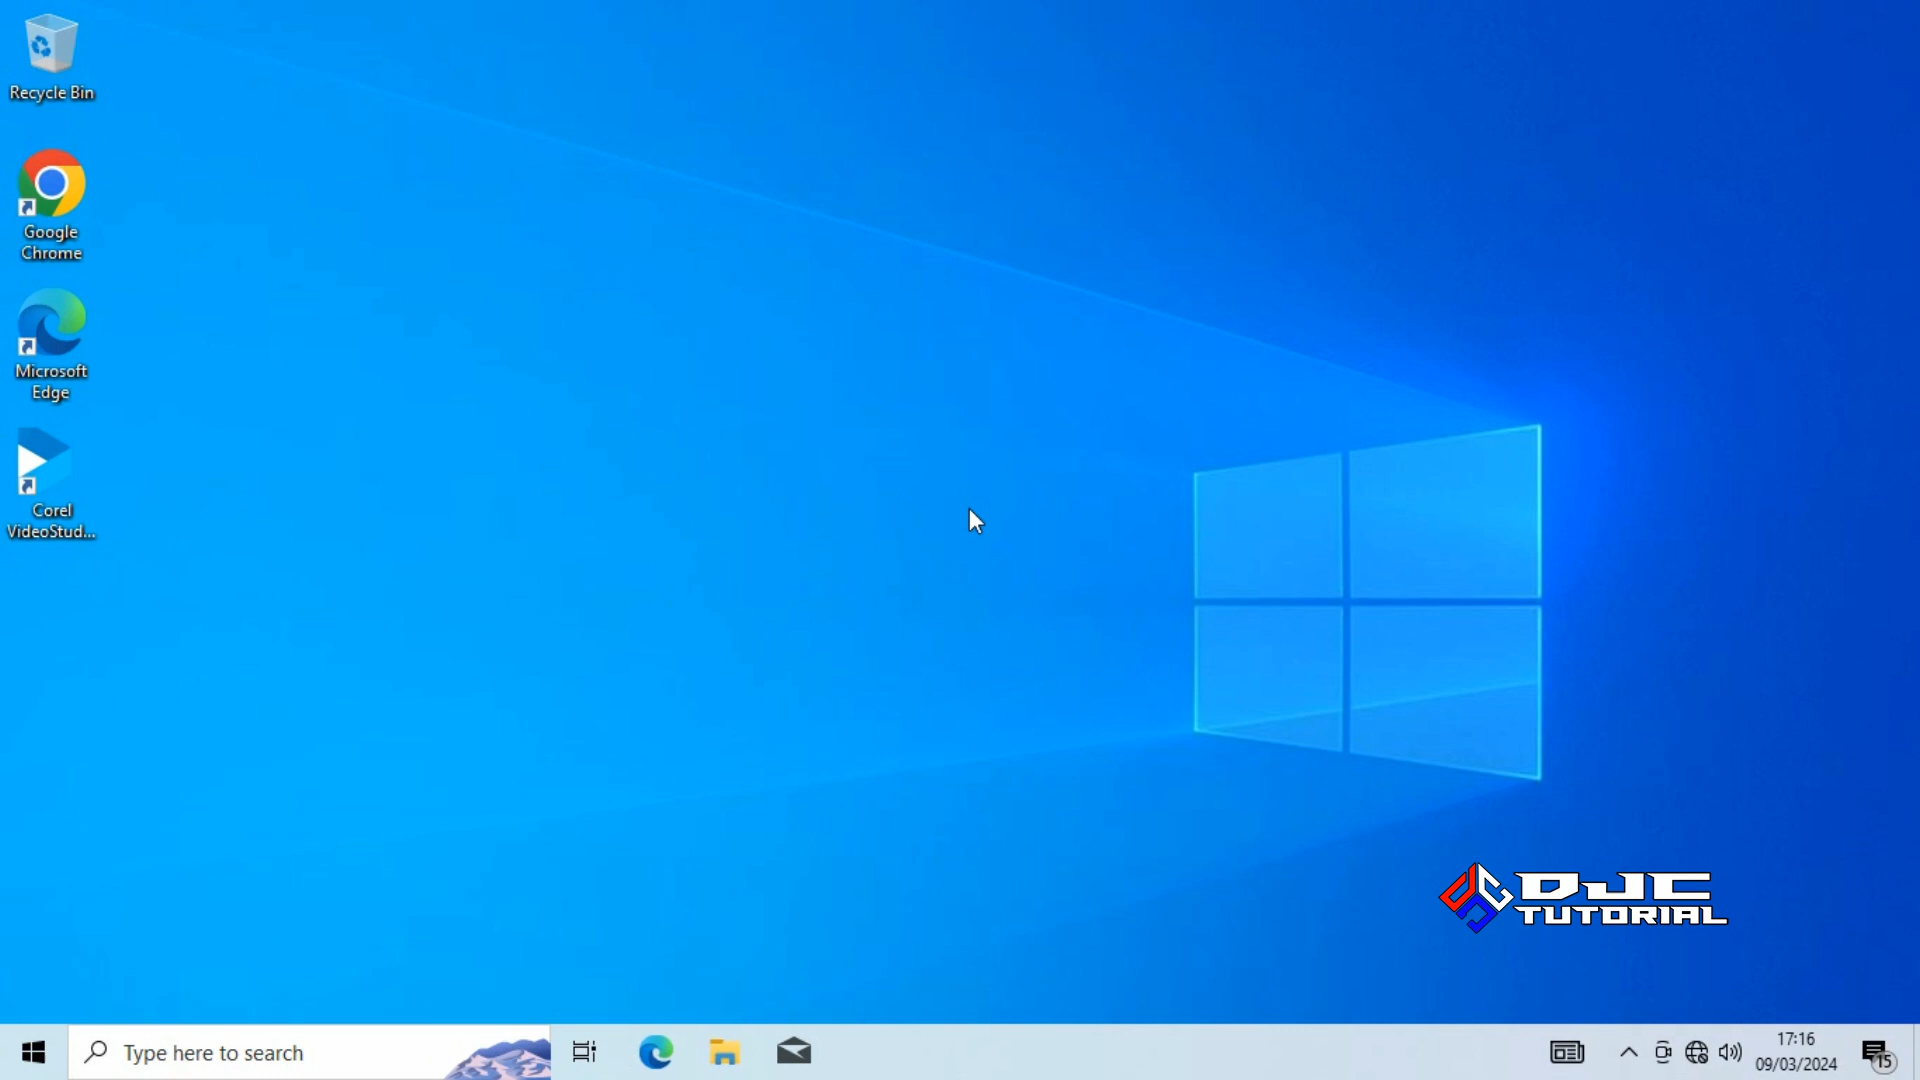 Recycle Bin
Google
Chrome
Microsoft
Edge
Corel
VideoStud...
DJC
TUTORIAL
Type here to search
17:16
09/03/2024
15